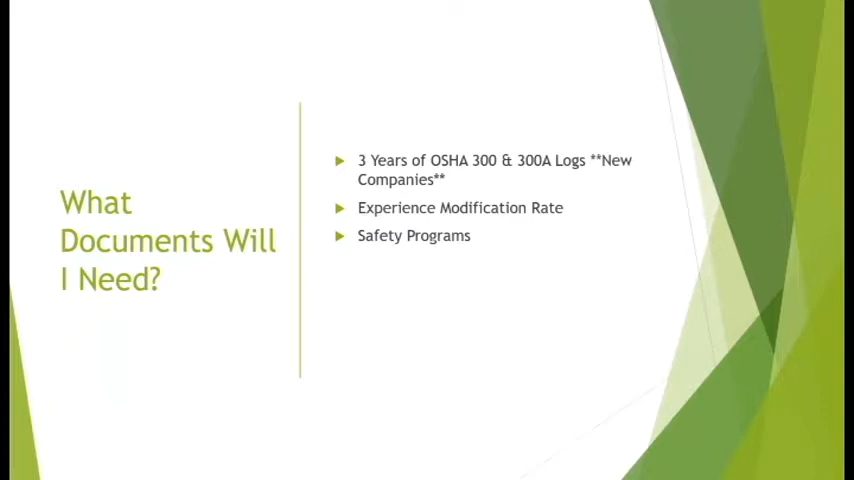 What
Documents Will
I Need?
3 Years of OSHA 300 & 300A Logs **New
Companies**
Experience Modification Rate
Safety Programs